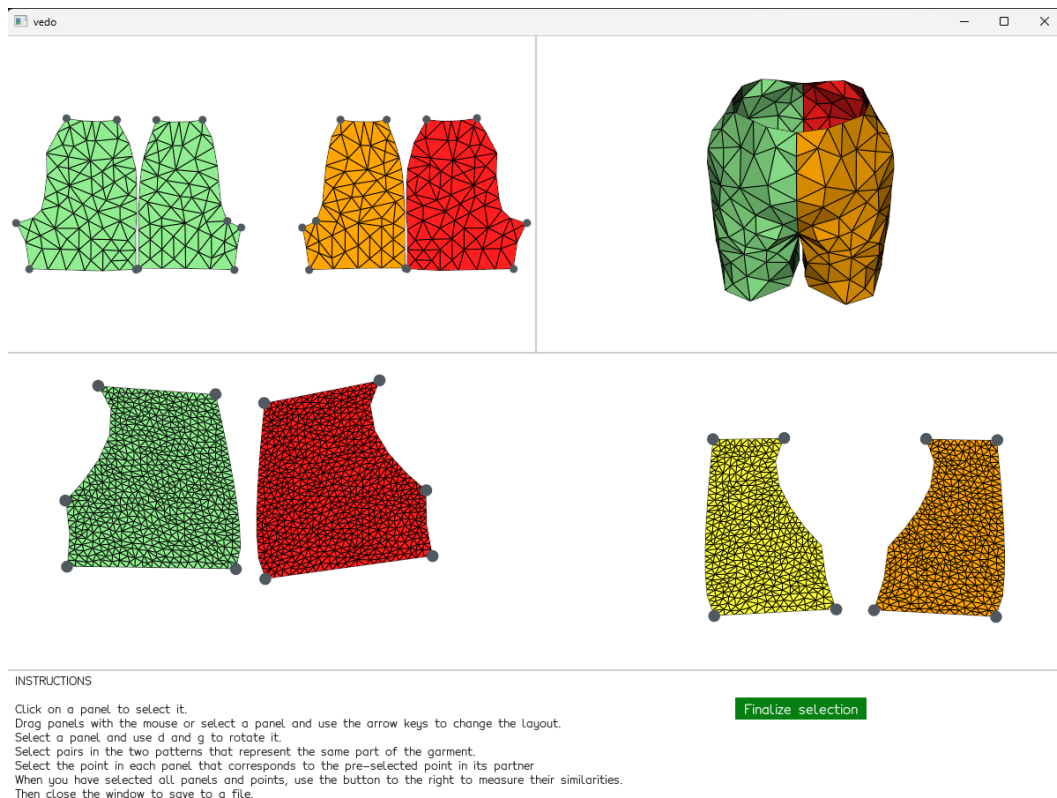 vedo
INSTRUCTIONS
Click on a panel to select it.
Drag panels with the mouse or select a panel and use the arrow keys to change the layout.
Select a panel and use d and g to rotate it.
Select pairs in the two patterns that represent the same part of the garment.
Select the point in each panel that corresponds to the pre-selected point in its partner
When you have selected all panels and points, use the button to the right to measure their similarities.
Then close the window to save to a file.
Finalize selection